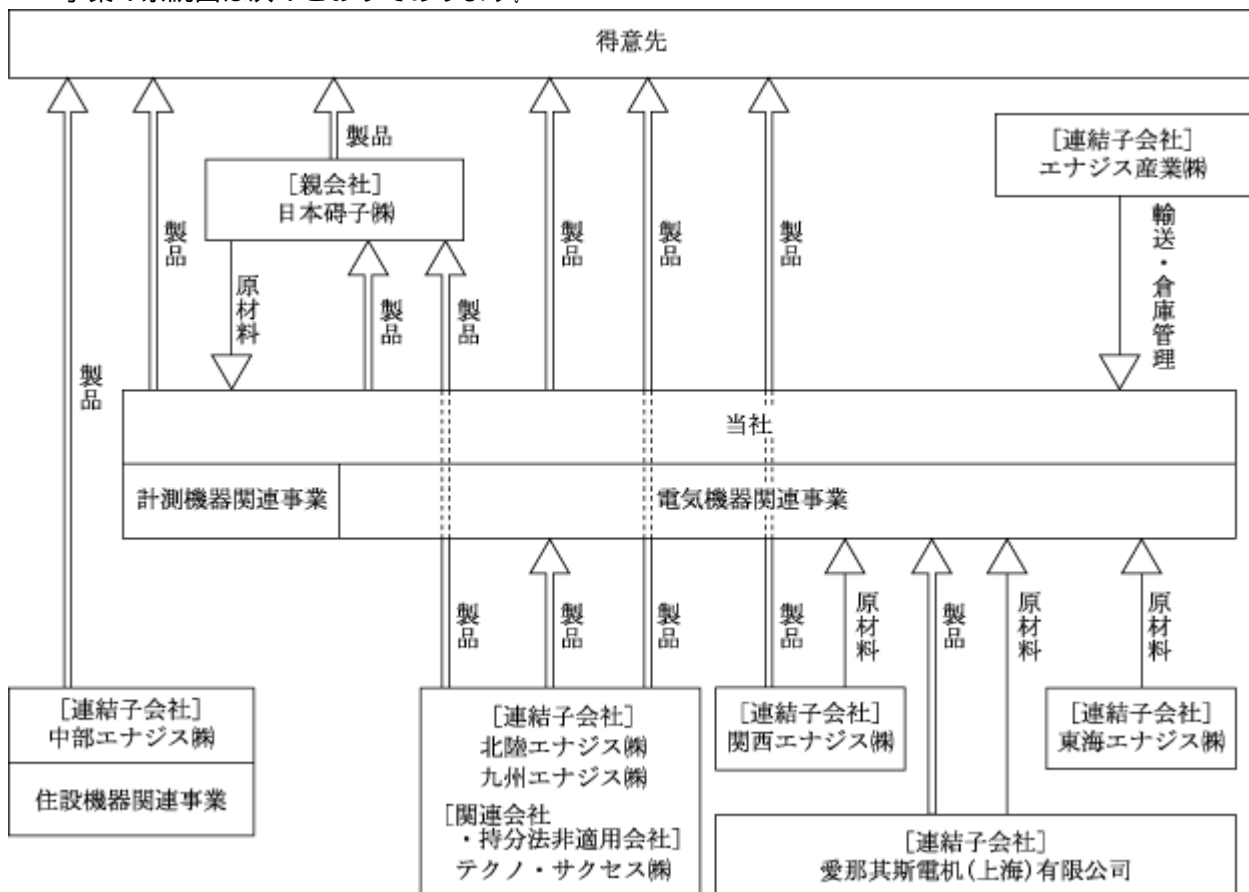 得意先
製品
[親会社]
日本碍子㈱
[連結子会社]
エナジス産業㈱
製品
製品
製品
製品
製品
製品
製品
原材料
輸送・倉庫管理
製品
当社
計測機器関連事業
電気機器関連事業
製品
製品
製品
製品
原材料
製品
原材料
原材料
[連結子会社]
中部エナジス㈱
住設機器関連事業
[連結子会社]
北陸エナジス㈱
九州エナジス㈱
[関連会社
・持分法非適用会社]
テクノ・サクセス㈱
[連結子会社]
関西エナジス㈱
[連結子会社]
東海エナジス㈱
[連結子会社]
愛那其斯電机(上海)有限公司